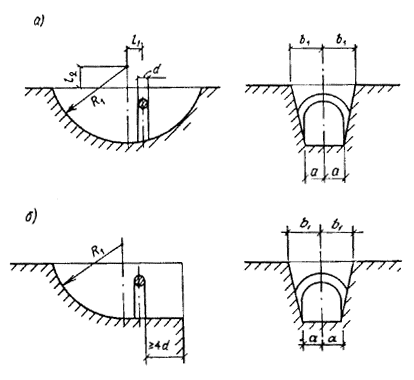 а)
l₁
d
l₂
R₁
b₁ b₁
a a
б)
R₁
≥4d
b₁ b₁
a a